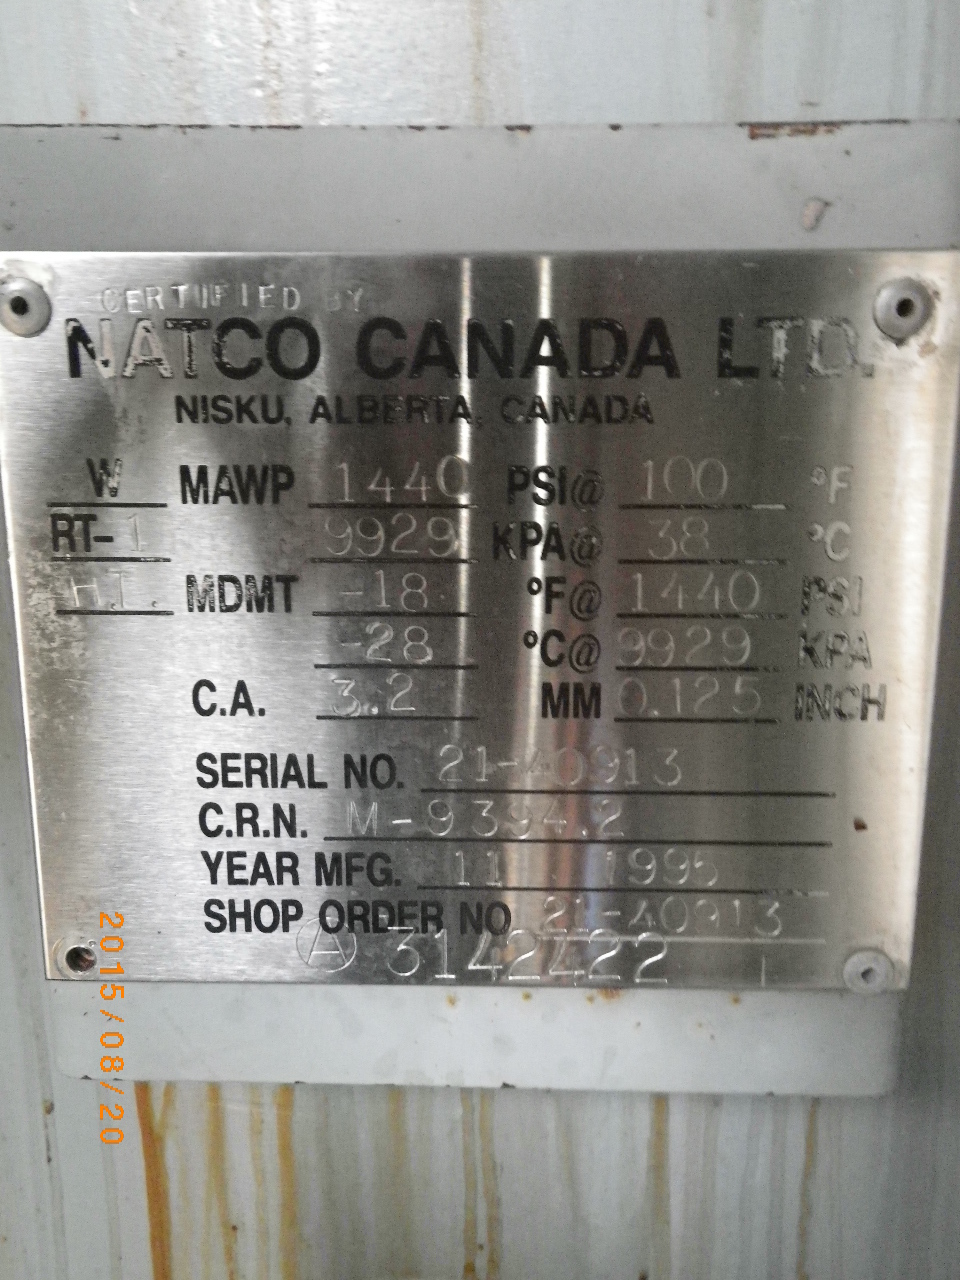 CERTIFIED BY
NATCO CANADA LTD.
NISKU, ALBERTA, CANADA
W MAWP 1440 PSI@ 100 °F
RT-1 9929 KPA@ 38 °C
H.T. MDMT -18 °F@ 1440 PSI
-28 °C@ 9929 KPA
C.A. 3.2 MM 0.125 INCH
SERIAL NO. 21-40913
C.R.N. M-9394.2
YEAR MFG. 11 1995
SHOP ORDER NO 21-40913
A 3142422
2015/08/20